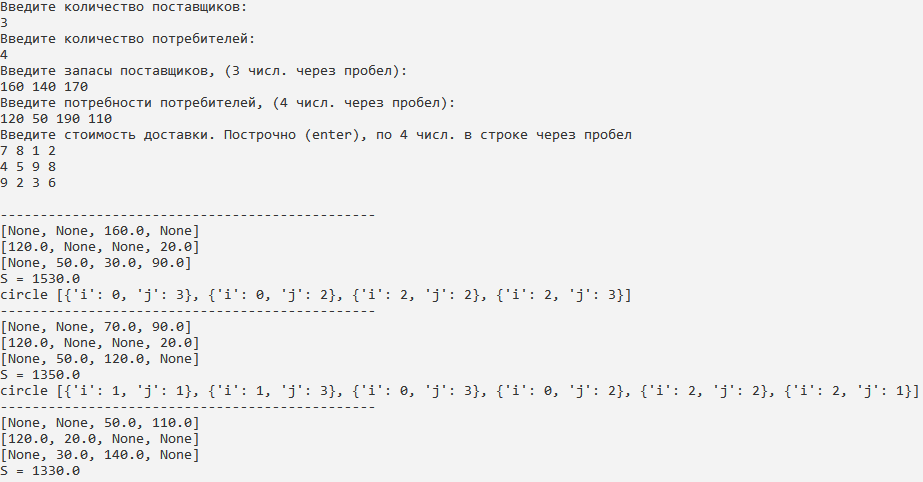 Введите количество поставщиков:
3
Введите количество потребителей:
4
Введите запасы поставщиков, (3 числ. через пробел):
160 140 170
Введите потребности потребителей, (4 числ. через пробел):
120 50 190 110
Введите стоимость доставки. Построчно (enter), по 4 числ. в строке через пробел
7 8 1 2
4 5 9 8
9 2 3 6
-----------------------------------------------
[None, None, 160.0, None]
[120.0, None, None, 20.0]
[None, 50.0, 30.0, 90.0]
S = 1530.0
circle [{'i': 0, 'j': 3}, {'i': 0, 'j': 2}, {'i': 2, 'j': 2}, {'i': 2, 'j': 3}]
-----------------------------------------------
[None, None, 70.0, 90.0]
[120.0, None, None, 20.0]
[None, 50.0, 120.0, None]
S = 1350.0
circle [{'i': 1, 'j': 1}, {'i': 1, 'j': 3}, {'i': 0, 'j': 3}, {'i': 0, 'j': 2}, {'i': 2, 'j': 2}, {'i': 2, 'j': 1}]
-----------------------------------------------
[None, None, 50.0, 110.0]
[120.0, 20.0, None, None]
[None, 30.0, 140.0, None]
S = 1330.0